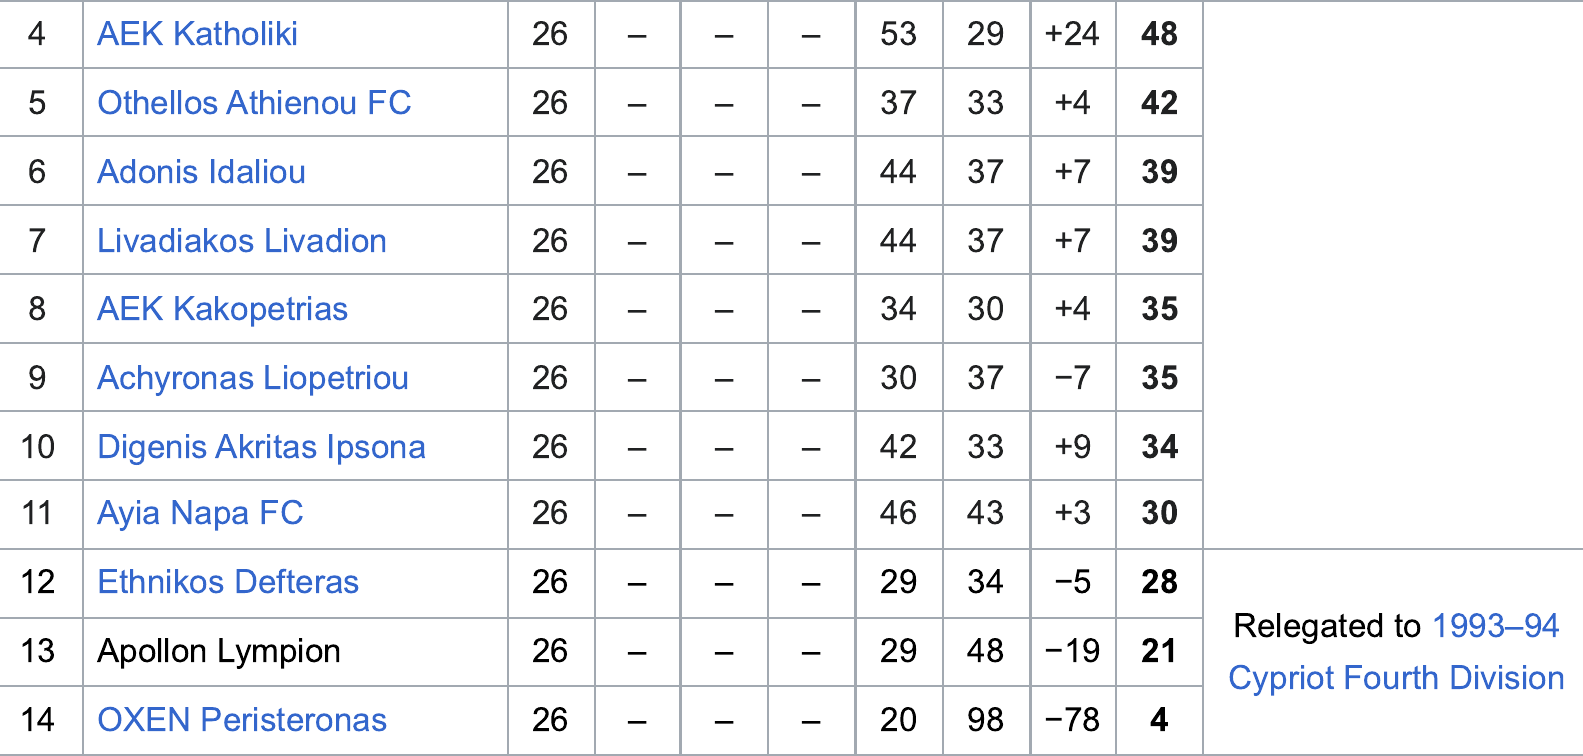 4 AEK Katholiki 26 – – – 53 29 +24 48
5 Othellos Athienou FC 26 – – – 37 33 +4 42
6 Adonis Idaliou 26 – – – 44 37 +7 39
7 Livadiakos Livadion 26 – – – 44 37 +7 39
8 AEK Kakopetrias 26 – – – 34 30 +4 35
9 Achyronas Liopetriou 26 – – – 30 37 −7 35
10 Digenis Akritas Ipsona 26 – – – 42 33 +9 34
11 Ayia Napa FC 26 – – – 46 43 +3 30
12 Ethnikos Defteras 26 – – – 29 34 −5 28
13 Apollon Lympion 26 – – – 29 48 −19 21
14 OXEN Peristeronas 26 – – – 20 98 −78 4
Relegated to 1993–94
Cypriot Fourth Division